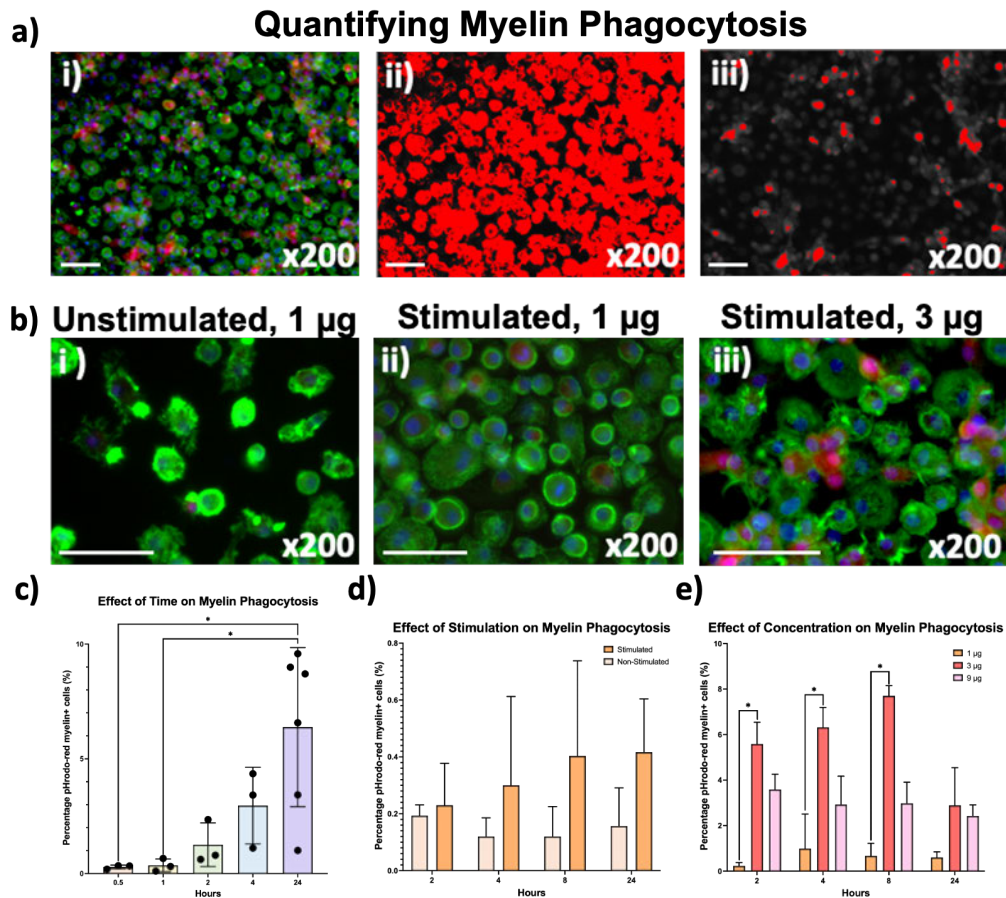 Quantifying Myelin Phagocytosis
a)
i)
ii)
iii)
x200
x200
x200
b)
Unstimulated, 1 µg
Stimulated, 1 µg
Stimulated, 3 µg
i )
ii)
iii)
x200
x200
x200
c)
Effect of Time on Myelin Phagocytosis
Percentage pHrodo-red myelin+ cells (%)
10
5
0
*
*
0.5 1 2 4 24
Hours
d)
Effect of Stimulation on Myelin Phagocytosis
Stimulated
Non-Stimulated
Percentage pHrodo-red myelin+ cells (%)
0.8
0.6
0.4
0.2
0.0
2 4 8 24
Hours
e)
Effect of Concentration on Myelin Phagocytosis
1 µg
3 µg
9 µg
Percentage pHrodo-red myelin+ cells (%)
10
8
6
4
2
0
*
*
*
2 4 8 24
Hours